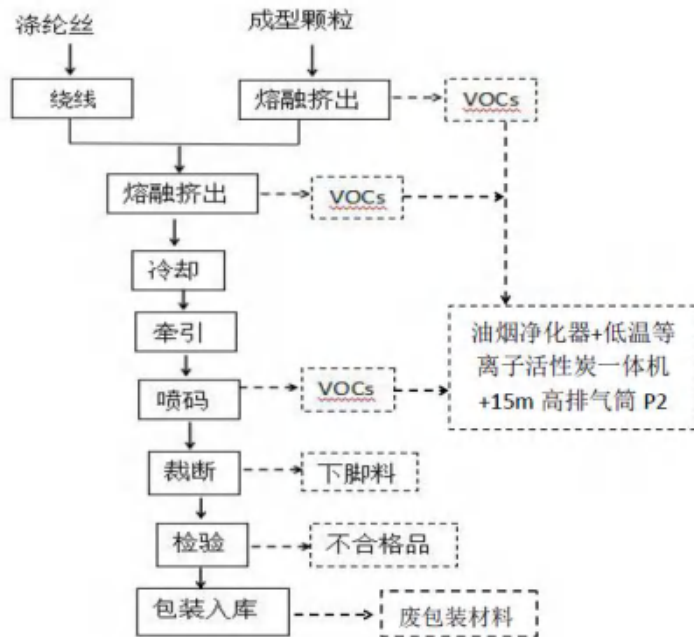 涤纶丝
成型颗粒
绕线
熔融挤出
VOCs
熔融挤出
VOCs
冷却
牵引
油烟净化器+低温等
离子活性炭一体机
+15m 高排气筒 P2
喷码
VOCs
裁断
下脚料
检验
不合格品
包装入库
废包装材料